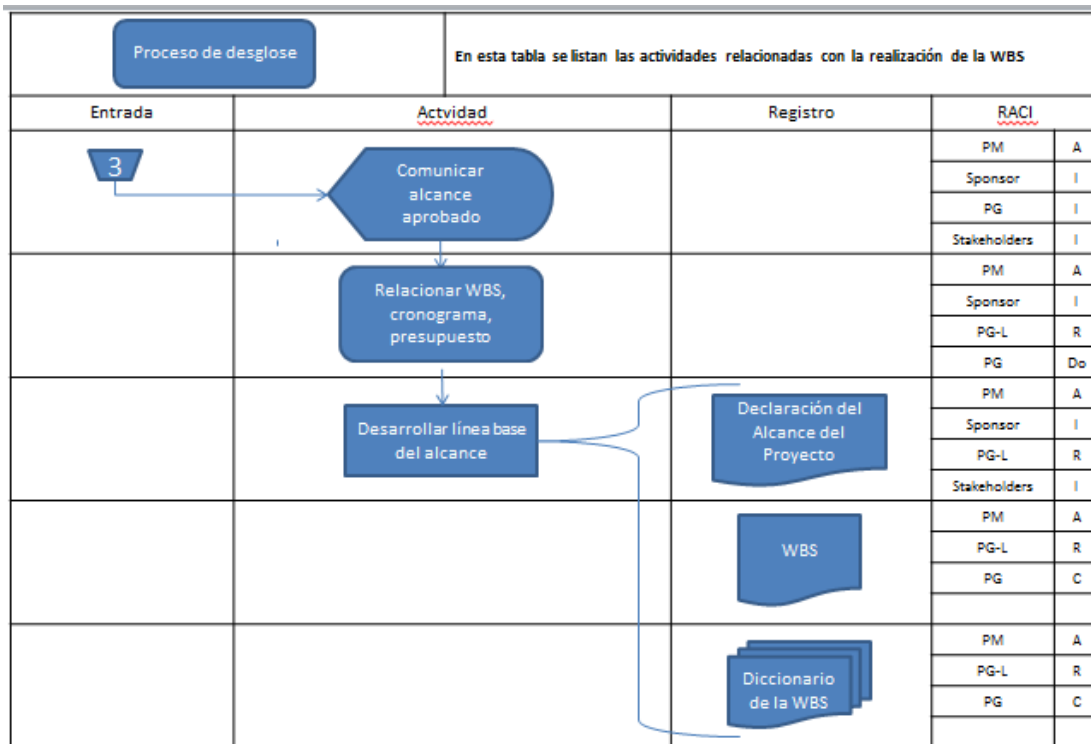 Proceso de desglose
En esta tabla se listan las actividades relacionadas con la realización de la WBS
Entrada
Actvidad
Registro
RACI
3
Comunicar
alcance
aprobado
PM A
Sponsor I
PG I
Stakeholders I
Relacionar WBS,
cronograma,
presupuesto
PM A
Sponsor I
PG-L R
PG Do
Desarrollar línea base
del alcance
Declaración del
Alcance del
Proyecto
PM A
Sponsor I
PG-L R
Stakeholders I
WBS
PM A
PG-L R
PG C
Diccionario
de la WBS
PM A
PG-L R
PG C